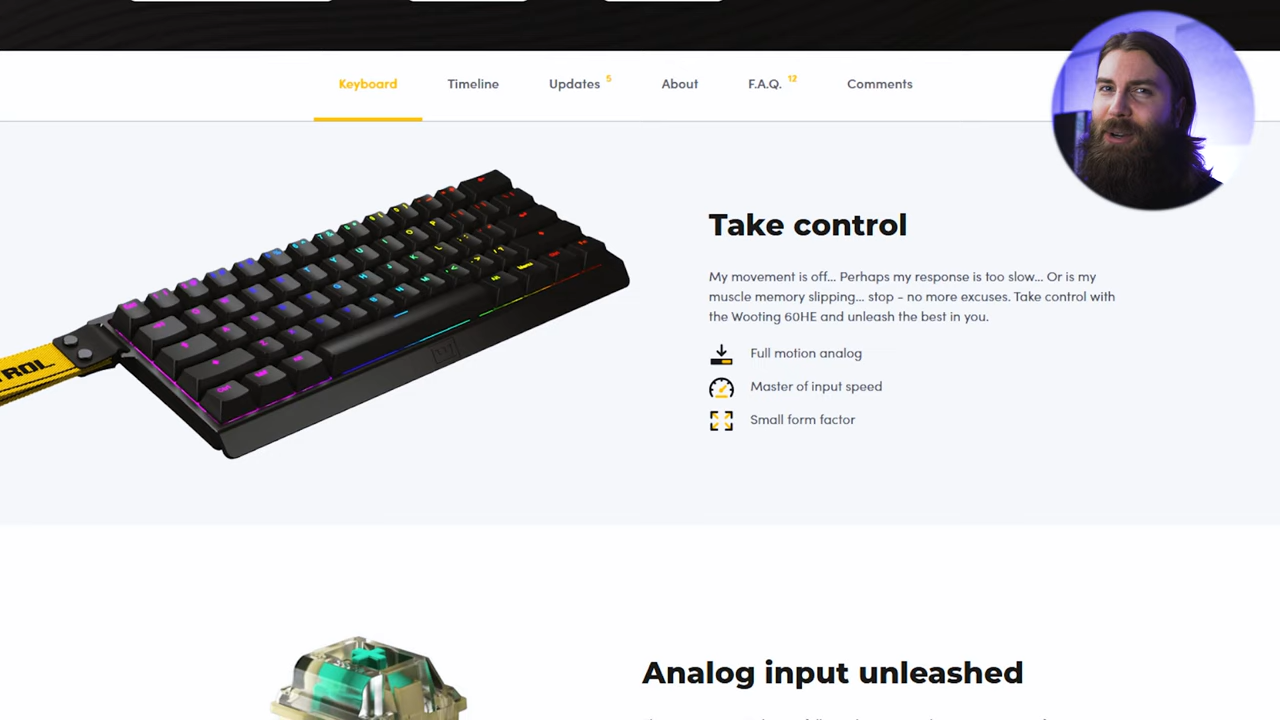 Keyboard
Timeline
Updates 5
About
F.A.Q. 12
Comments
Take control
My movement is off... Perhaps my response is too slow... Or is my
muscle memory slipping... stop - no more excuses. Take control with
the Wooting 60HE and unleash the best in you.
Full motion analog
Master of input speed
Small form factor
TROL
Analog input unleashed